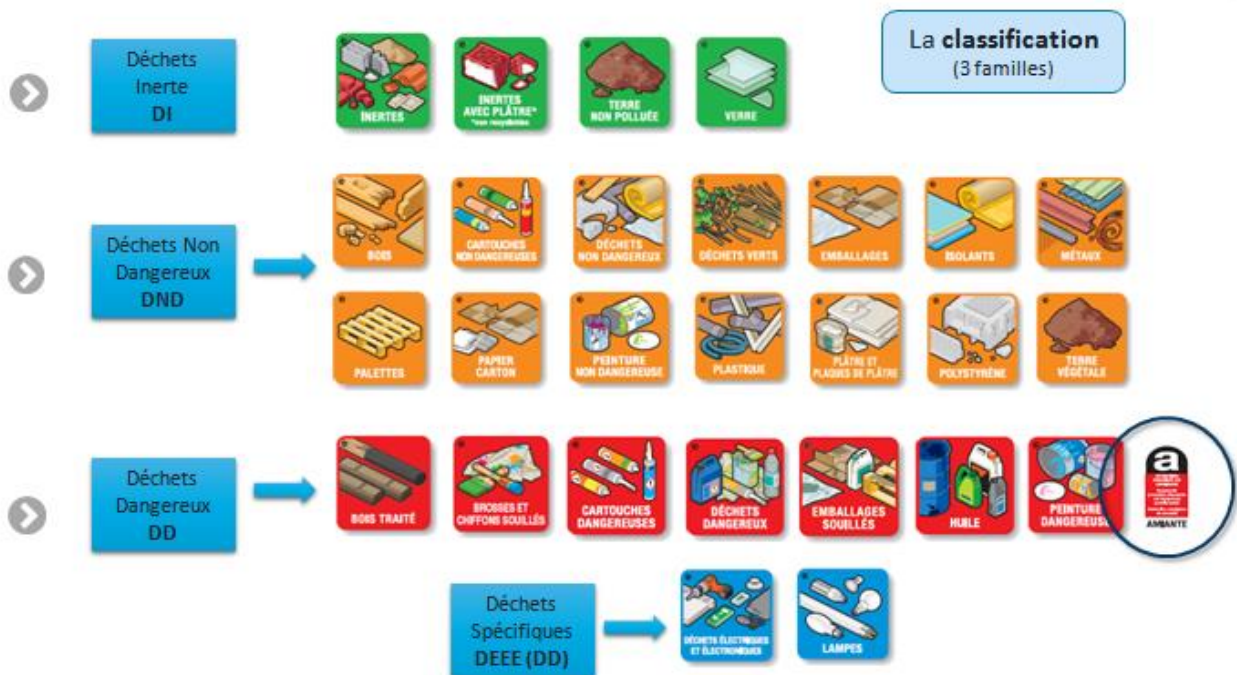 La classification
(3 familles)
Déchets
Inerte
DI
INERTES
INERTES
AVEC PLÂTRE*
*non recyclables
TERRE
NON POLLUÉE
VERRE
Déchets Non
Dangereux
DND
BOIS
CARTOUCHES
NON DANGEREUSES
DÉCHETS
NON DANGEREUX
DÉCHETS VERTS
EMBALLAGES
ISOLANTS
MÉTAUX
PALETTES
PAPIER
CARTON
PEINTURE
NON DANGEREUSE
PLASTIQUE
PLÂTRE ET
PLAQUES DE PLÂTRE
POLYSTYRÈNE
TERRE
VÉGÉTALE
Déchets
Dangereux
DD
BOIS TRAITÉ
BROSSES ET
CHIFFONS SOUILLÉS
CARTOUCHES
DANGEREUSES
DÉCHETS
DANGEREUX
EMBALLAGES
SOUILLÉS
HUILE
PEINTURE
DANGEREUSE
a
AMIANTE
Déchets
Spécifiques
DEEE (DD)
DÉCHETS ÉLECTRIQUES
ET ÉLECTRONIQUES
LAMPES